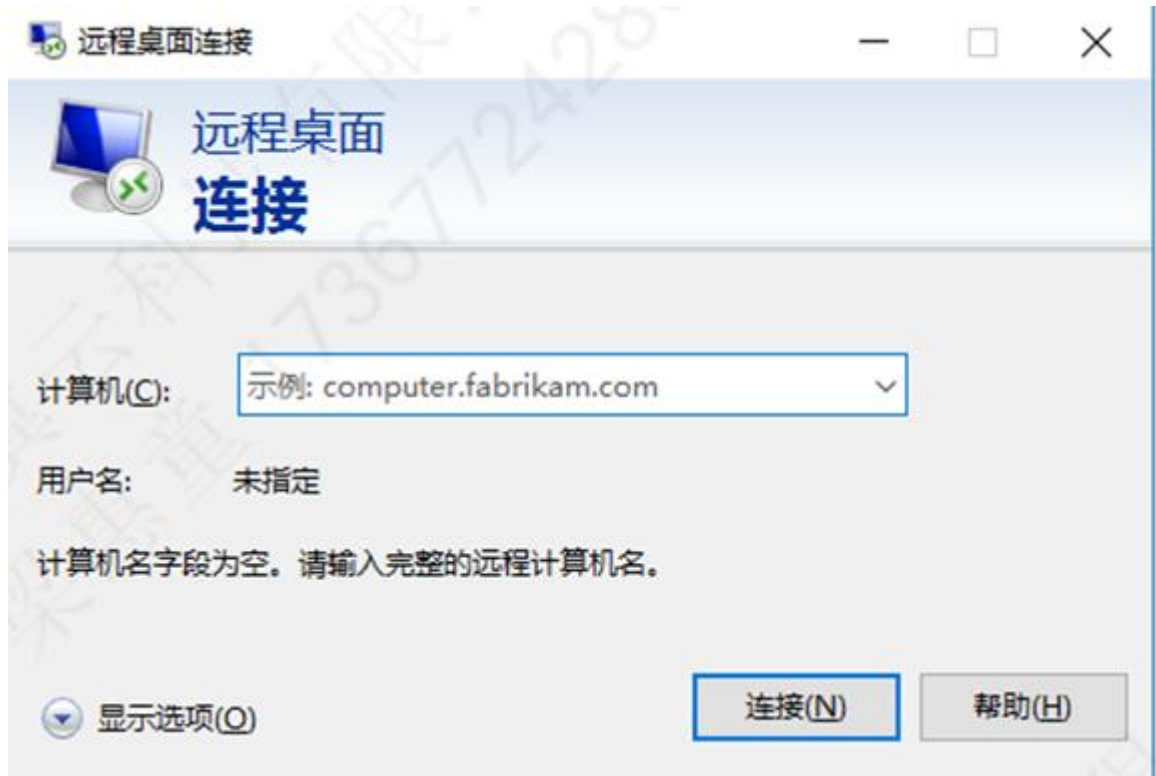 远程桌面连接
远程桌面
连接
计算机(C):
示例: computer.fabrikam.com
用户名:
未指定
计算机名字段为空。请输入完整的远程计算机名。
显示选项(O)
连接(N)
帮助(H)